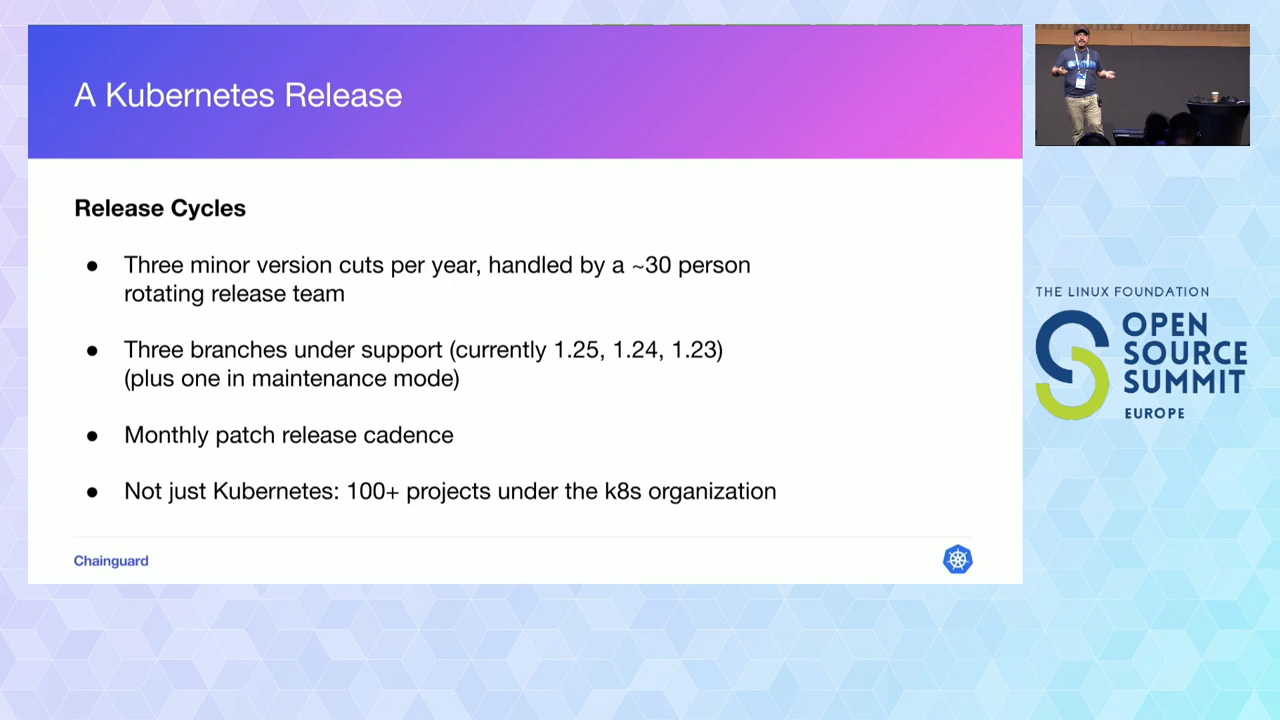 A Kubernetes Release
Release Cycles
● Three minor version cuts per year, handled by a ~30 person
rotating release team
● Three branches under support (currently 1.25, 1.24, 1.23)
(plus one in maintenance mode)
● Monthly patch release cadence
● Not just Kubernetes: 100+ projects under the k8s organization
Chainguard
THE LINUX FOUNDATION
OPEN
SOURCE
SUMMIT
EUROPE